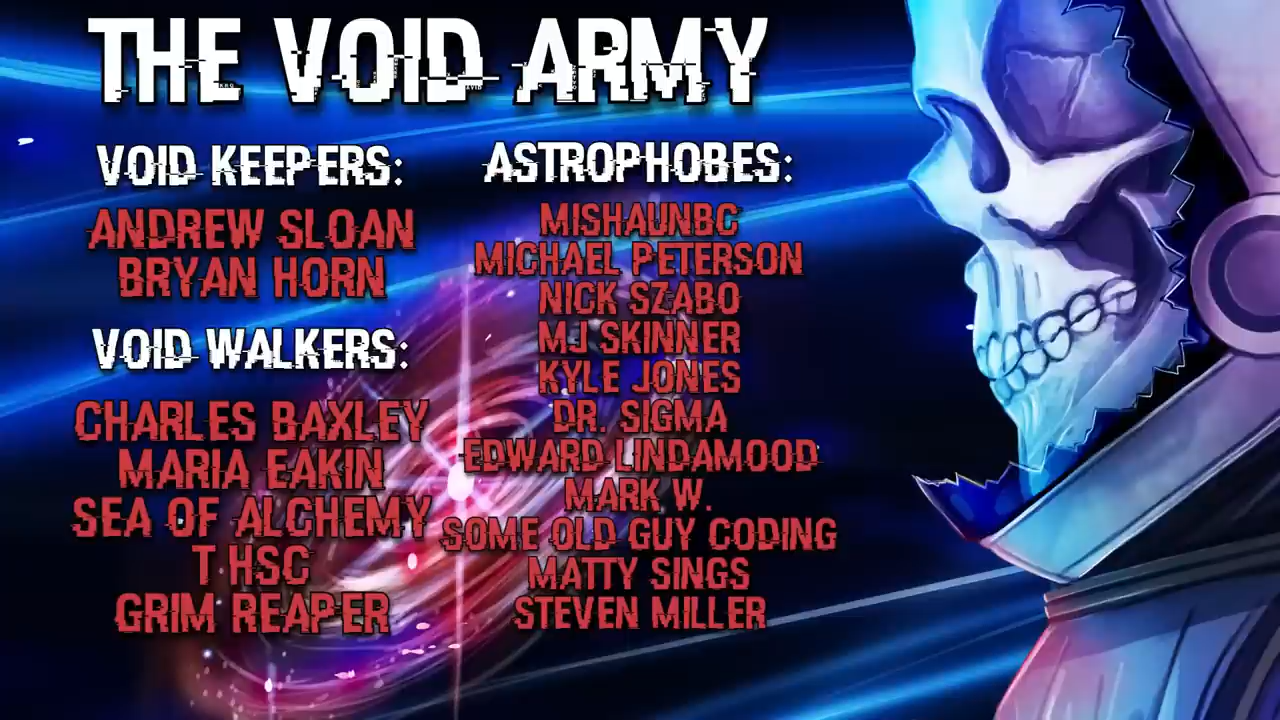 THE VOID ARMY
VOID KEEPERS:
ANDREW SLOAN
BRYAN HORN
VOID WALKERS:
CHARLES BAXLEY
MARIA EAKIN
SEA OF ALCHEMY
T HSC
GRIM REAPER
ASTROPHOBES:
MISHAUNBC
MICHAEL PETERSON
NICK SZABO
MJ SKINNER
KYLE JONES
DR. SIGMA
EDWARD LINDAMOOD
MARK W.
SOME OLD GUY CODING
MATTY SINGS
STEVEN MILLER